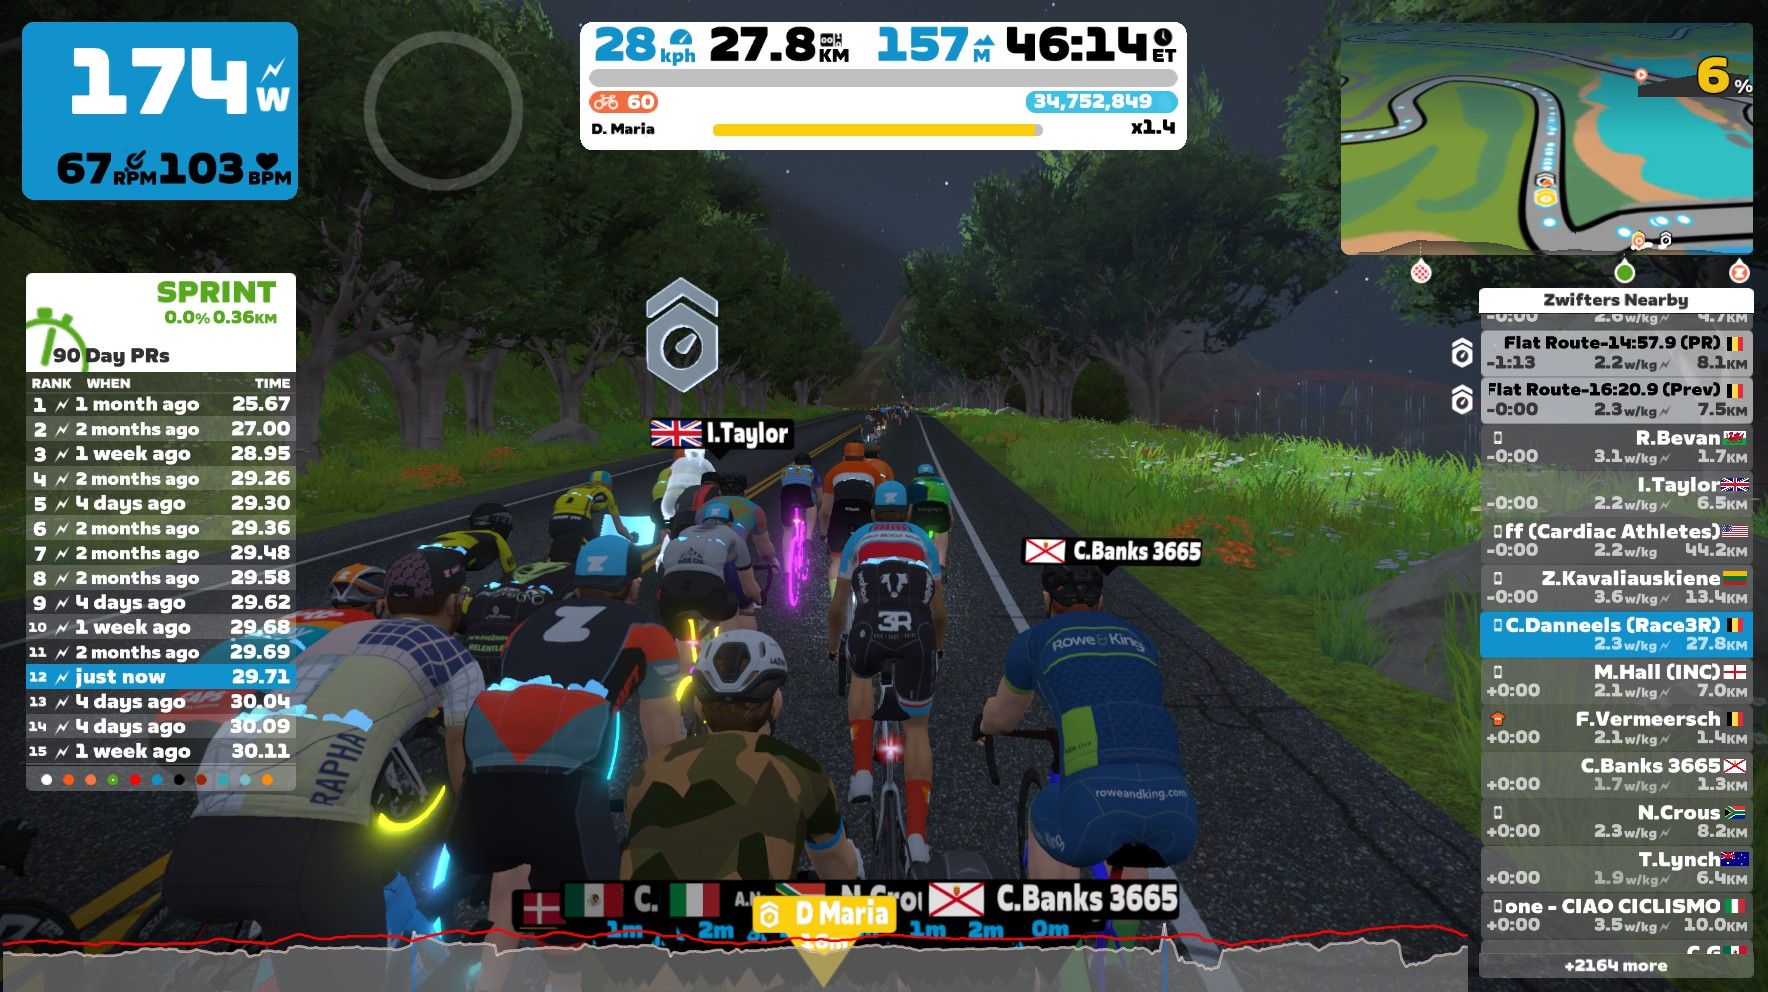 174 W
67 RPM 103 BPM
28 kph 27.8 KM 157 M 46:14 ET
60 34,752,849
D. Maria x1.4
6 %
SPRINT
0.0% 0.36KM
90 Day PRs
RANK WHEN TIME
1 1 month ago 25.67
2 2 months ago 27.00
3 1 week ago 28.95
4 2 months ago 29.26
5 4 days ago 29.30
6 2 months ago 29.36
7 2 months ago 29.48
8 2 months ago 29.58
9 4 days ago 29.62
10 1 week ago 29.68
11 2 months ago 29.69
12 just now 29.71
13 4 days ago 30.04
14 4 days ago 30.09
15 1 week ago 30.11
I.Taylor
C.Banks 3665
Rowe & King
roweandking.com
RAPHA
3R
Zwifters Nearby
-0:00 2.6w/kg 4.7KM
Flat Route-14:57.9 (PR)
-1:13 2.2w/kg 8.1KM
Flat Route-16:20.9 (Prev)
-0:00 2.3w/kg 7.5KM
R.Bevan
-0:00 3.1w/kg 1.7KM
I.Taylor
-0:00 2.2w/kg 6.5KM
ff (Cardiac Athletes)
-0:00 2.2w/kg 44.2KM
Z.Kavaliauskiene
-0:00 3.6w/kg 13.4KM
C.Danneels (Race3R)
2.3w/kg 27.8KM
M.Hall (INC)
+0:00 2.1w/kg 7.0KM
F.Vermeersch
+0:00 2.1w/kg 1.4KM
C.Banks 3665
+0:00 1.7w/kg 1.3KM
N.Crous
+0:00 2.3w/kg 8.2KM
T.Lynch
+0:00 1.9w/kg 6.4KM
one - CIAO CICLISMO
+0:00 3.5w/kg 10.0KM
+2164 more
C. A.N N.Crou C.Banks 3665
D Maria
1m 2m 1m 2m 0m
16m